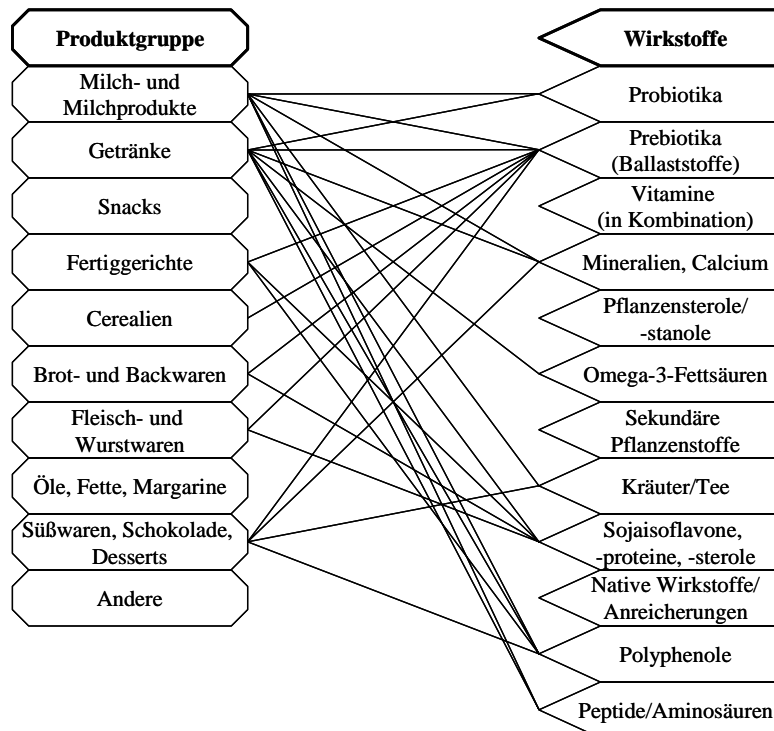 Produktgruppe
Milch- und
Milchprodukte
Getränke
Snacks
Fertiggerichte
Cerealien
Brot- und Backwaren
Fleisch- und
Wurstwaren
Öle, Fette, Margarine
Süßwaren, Schokolade,
Desserts
Andere
Wirkstoffe
Probiotika
Prebiotika
(Ballaststoffe)
Vitamine
(in Kombination)
Mineralien, Calcium
Pflanzensterole/
-stanole
Omega-3-Fettsäuren
Sekundäre
Pflanzenstoffe
Kräuter/Tee
Sojaisoflavone,
-proteine, -sterole
Native Wirkstoffe/
Anreicherungen
Polyphenole
Peptide/Aminosäuren